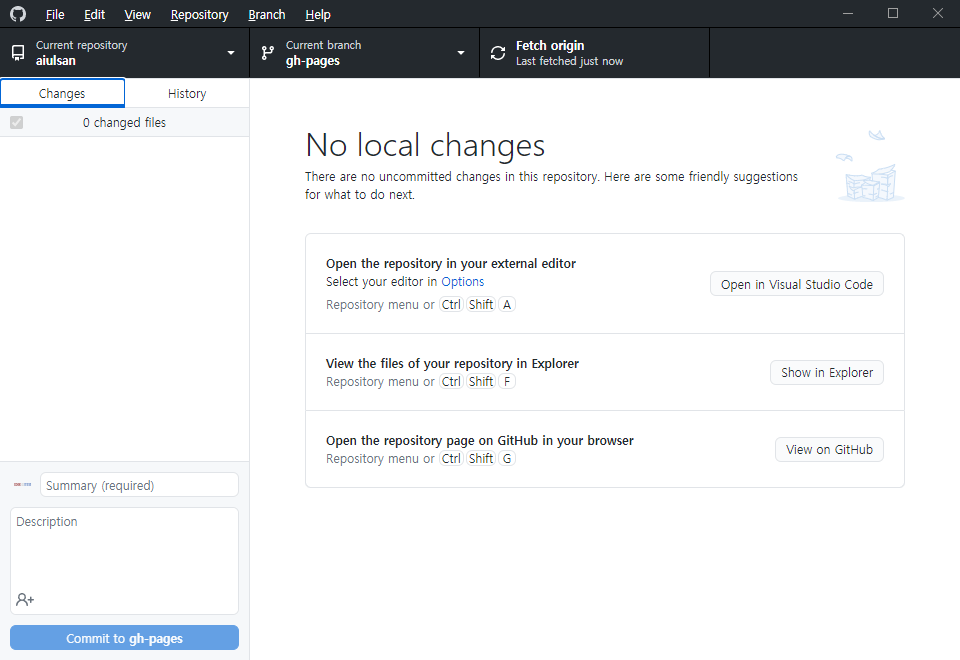 File Edit View Repository Branch Help
Current repository
aiulsan
Current branch
gh-pages
Fetch origin
Last fetched just now
Changes
History
0 changed files
No local changes
There are no uncommitted changes in this repository. Here are some friendly suggestions
for what to do next.
Open the repository in your external editor
Select your editor in Options
Repository menu or Ctrl Shift A
Open in Visual Studio Code
View the files of your repository in Explorer
Repository menu or Ctrl Shift F
Show in Explorer
Open the repository page on GitHub in your browser
Repository menu or Ctrl Shift G
View on GitHub
Summary (required)
Description
Commit to gh-pages